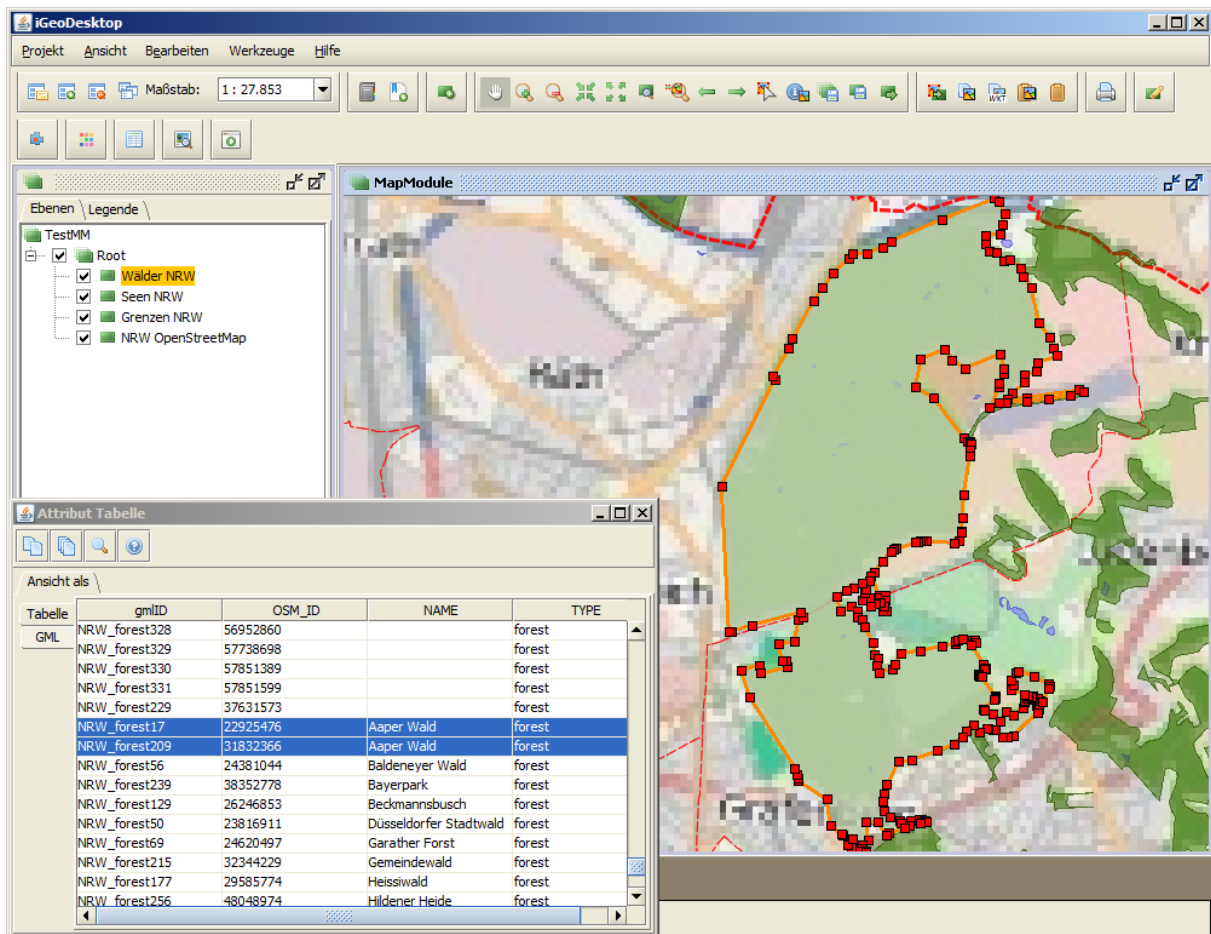 iGeoDesktop
Projekt Ansicht Bearbeiten Werkzeuge Hilfe
Maßstab: 1 : 27.853
WKT
MapModule
Ebenen Legende
TestMM
Root
Wälder NRW
Seen NRW
Grenzen NRW
NRW OpenStreetMap
Rath
Attribut Tabelle
Ansicht als
Tabelle
GML
gmlID OSM_ID NAME TYPE
NRW_forest328 56952860 forest
NRW_forest329 57738698 forest
NRW_forest330 57851389 forest
NRW_forest331 57851599 forest
NRW_forest229 37631573 forest
NRW_forest17 22925476 Aaper Wald forest
NRW_forest209 31832366 Aaper Wald forest
NRW_forest56 24381044 Baldeneyer Wald forest
NRW_forest239 38352778 Bayerpark forest
NRW_forest129 26246853 Beckmannsbusch forest
NRW_forest50 23816911 Düsseldorfer Stadtwald forest
NRW_forest69 24620497 Garather Forst forest
NRW_forest215 32344229 Gemeindewald forest
NRW_forest177 29585774 Heissiwald forest
NRW_forest256 48048974 Hildener Heide forest